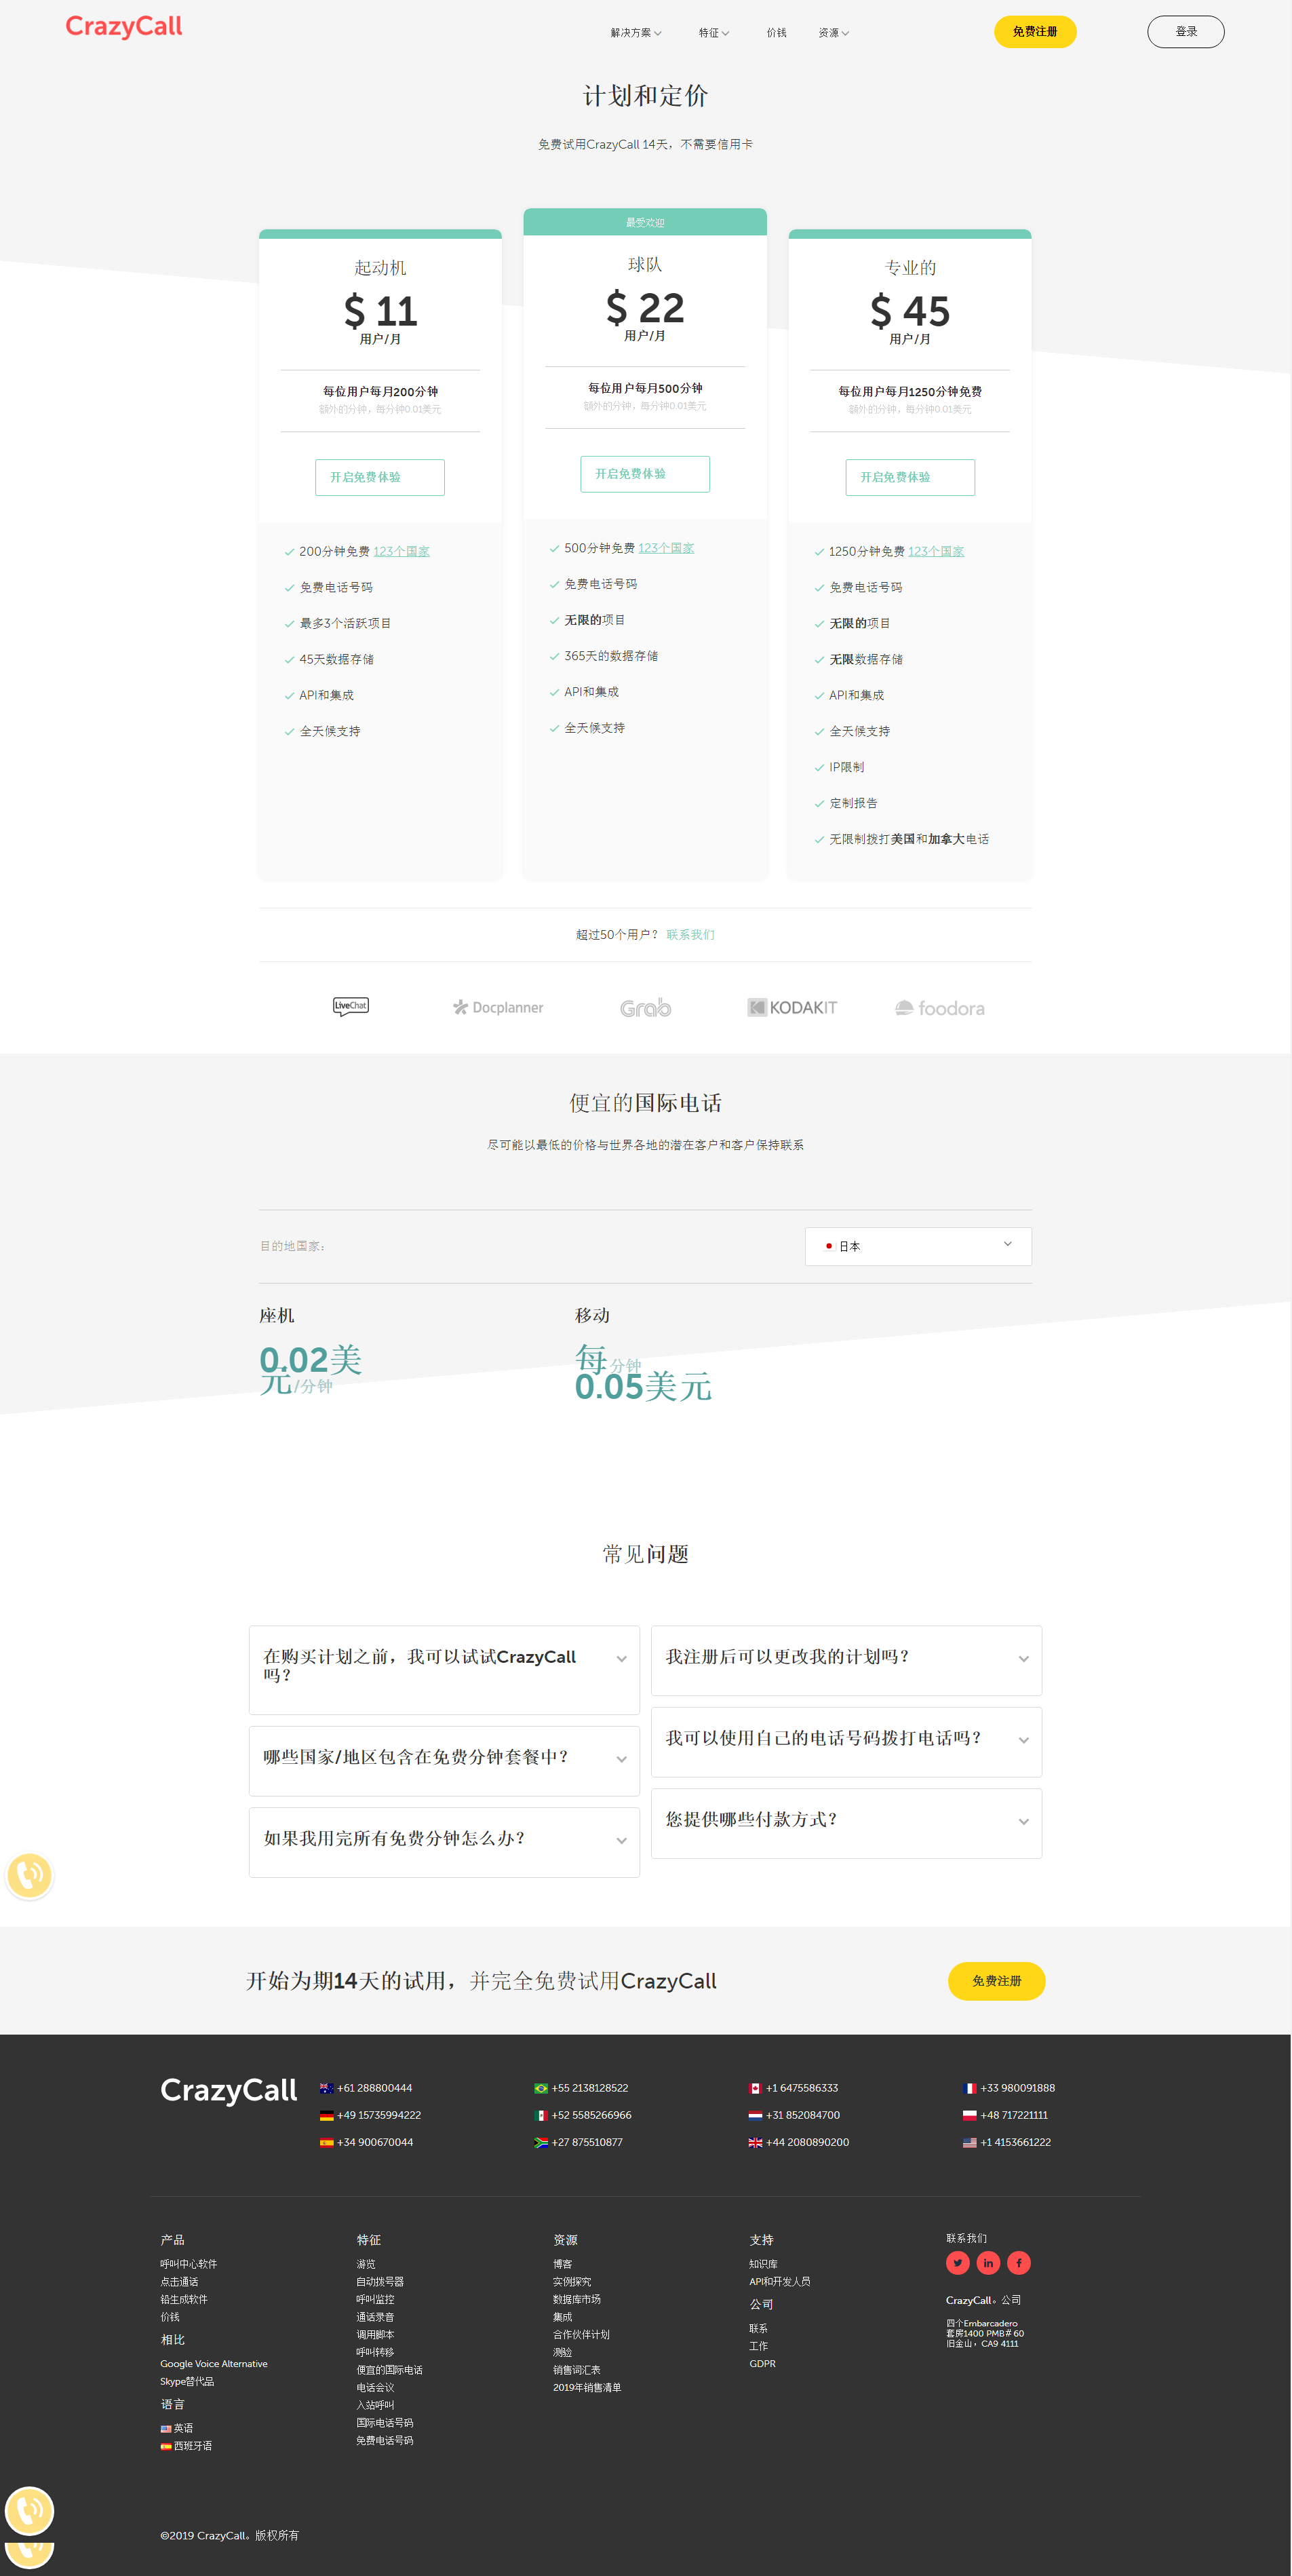 CrazyCall
解决方案
特征
价钱
资源
免费注册
登录
计划和定价
免费试用CrazyCall 14天，不需要信用卡
起动机
$ 11
用户/月
每位用户每月200分钟
额外的分钟，每分钟0.01美元
开启免费体验
200分钟免费 123个国家
免费电话号码
最多3个活跃项目
45天数据存储
API和集成
全天候支持
最受欢迎
球队
$ 22
用户/月
每位用户每月500分钟
额外的分钟，每分钟0.01美元
开启免费体验
500分钟免费 123个国家
免费电话号码
无限的项目
365天的数据存储
API和集成
全天候支持
专业的
$ 45
用户/月
每位用户每月1250分钟免费
额外的分钟，每分钟0.01美元
开启免费体验
1250分钟免费 123个国家
免费电话号码
无限的项目
无限数据存储
API和集成
全天候支持
IP限制
定制报告
无限制拨打美国和加拿大电话
超过50个用户？ 联系我们
LiveChat
Docplanner
Grab
KODAKIT
foodora
便宜的国际电话
尽可能以最低的价格与世界各地的潜在客户和客户保持联系
目的地国家：
日本
座机
0.02美
元/分钟
移动
每分钟
0.05美元
常见问题
在购买计划之前，我可以试试CrazyCall
吗？
哪些国家/地区包含在免费分钟套餐中？
如果我用完所有免费分钟怎么办？
我注册后可以更改我的计划吗？
我可以使用自己的电话号码拨打电话吗？
您提供哪些付款方式？
开始为期14天的试用，并完全免费试用CrazyCall
免费注册
CrazyCall
+61 288800444
+55 2138128522
+1 6475586333
+33 980091888
+49 15735994222
+52 5585266966
+31 852084700
+48 717221111
+34 900670044
+27 875510877
+44 2080890200
+1 4153661222
产品
呼叫中心软件
点击通话
铅生成软件
价钱
相比
Google Voice Alternative
Skype替代品
语言
英语
西班牙语
特征
游览
自动拨号器
呼叫监控
通话录音
调用脚本
呼叫转移
便宜的国际电话
电话会议
入站呼叫
国际电话号码
免费电话号码
资源
博客
实例探究
数据库市场
集成
合作伙伴计划
测验
销售词汇表
2019年销售清单
支持
知识库
API和开发人员
公司
联系
工作
GDPR
联系我们
CrazyCall。公司
四个Embarcadero
套房1400 PMB＃60
旧金山，CA9 4111
©2019 CrazyCall。版权所有